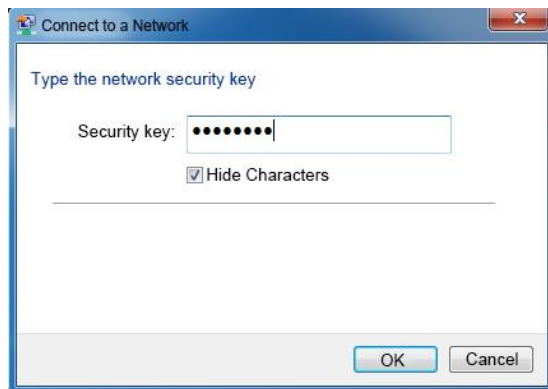 Connect to a Network
Type the network security key
Security key: ••••••••
Hide Characters
OK Cancel